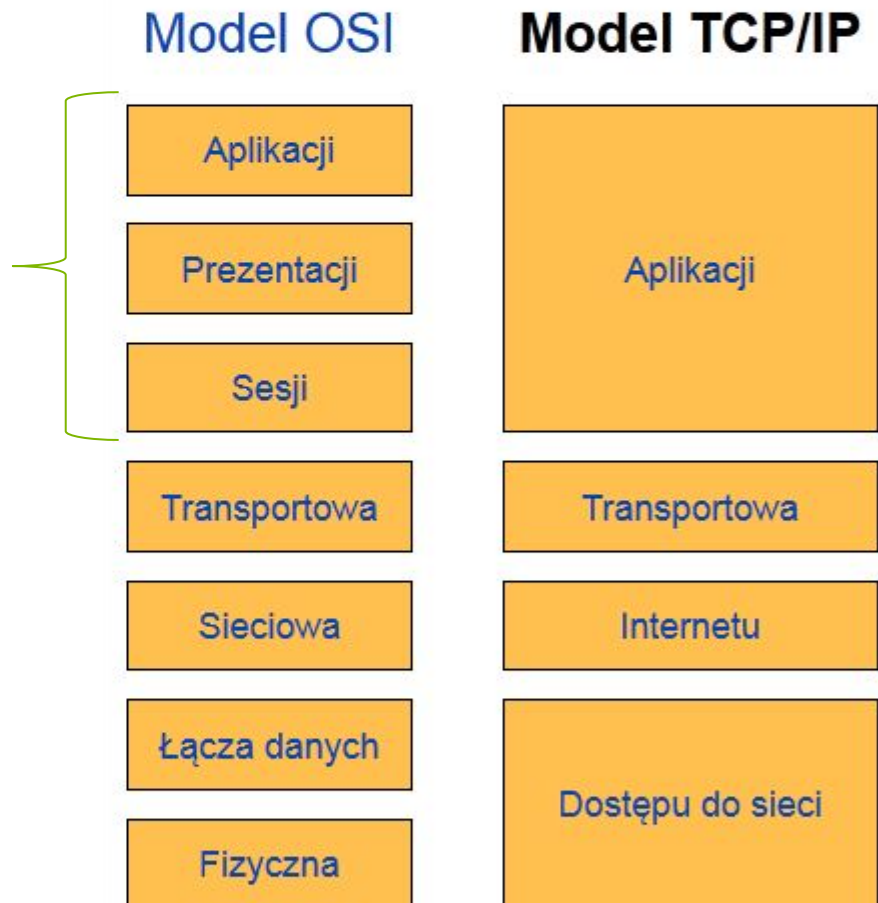 Model OSI
Aplikacji
Prezentacji
Sesji
Transportowa
Sieciowa
Łącza danych
Fizyczna
Model TCP/IP
Aplikacji
Transportowa
Internetu
Dostępu do sieci